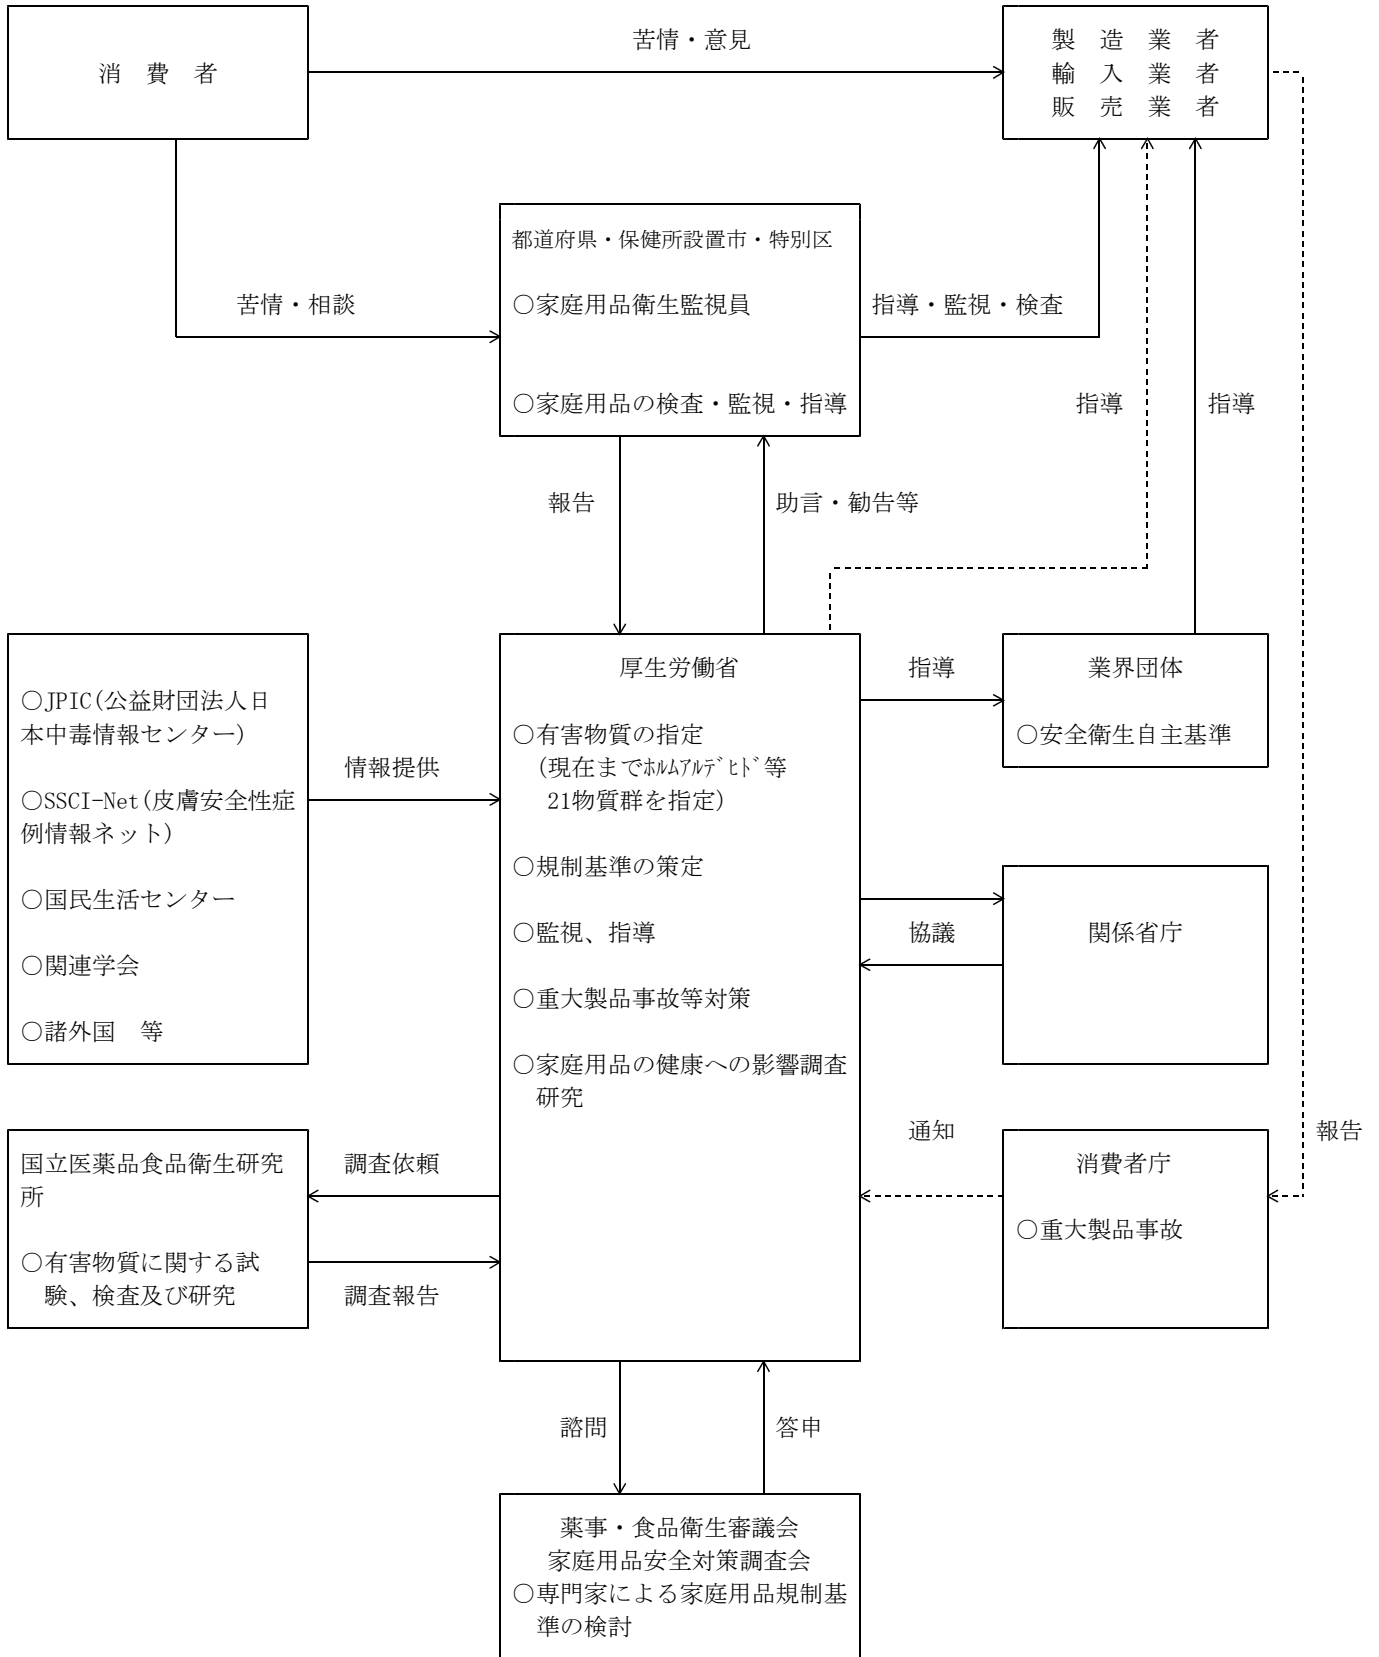 苦情・意見
消　費　者
製　造　業　者
輸　入　業　者
販　売　業　者
都道府県・保健所設置市・特別区
○家庭用品衛生監視員
○家庭用品の検査・監視・指導
苦情・相談
指導・監視・検査
指導
指導
報告
助言・勧告等
○JPIC(公益財団法人日
本中毒情報センター)
○SSCI-Net(皮膚安全性症
例情報ネット)
○国民生活センター
○関連学会
○諸外国　等
情報提供
厚生労働省
○有害物質の指定
(現在までﾎﾙﾑｱﾙﾃﾞﾋﾄﾞ等
21物質群を指定)
○規制基準の策定
○監視、指導
○重大製品事故等対策
○家庭用品の健康への影響調査
研究
指導
業界団体
○安全衛生自主基準
協議
関係省庁
通知
報告
消費者庁
○重大製品事故
国立医薬品食品衛生研究
所
○有害物質に関する試
験、検査及び研究
調査依頼
調査報告
諮問
答申
薬事・食品衛生審議会
家庭用品安全対策調査会
○専門家による家庭用品規制基
準の検討